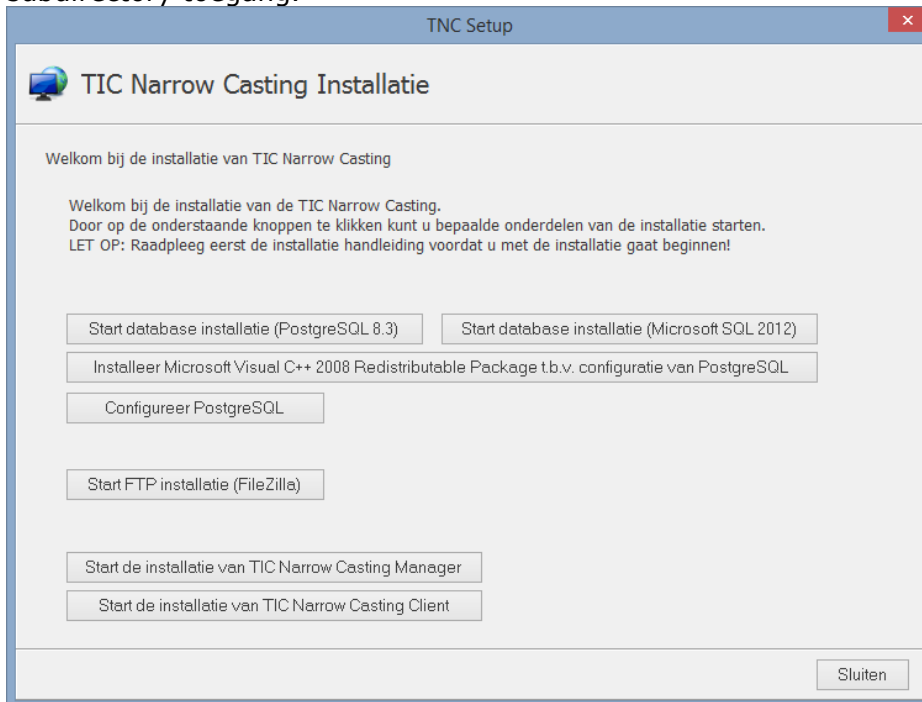 subdirectory toegang.
TNC Setup
TIC Narrow Casting Installatie
Welkom bij de installatie van TIC Narrow Casting
Welkom bij de installatie van de TIC Narrow Casting.
Door op de onderstaande knoppen te klikken kunt u bepaalde onderdelen van de installatie starten.
LET OP: Raadpleeg eerst de installatie handleiding voordat u met de installatie gaat beginnen!
Start database installatie (PostgreSQL 8.3)
Start database installatie (Microsoft SQL 2012)
Installeer Microsoft Visual C++ 2008 Redistributable Package t.b.v. configuratie van PostgreSQL
Configureer PostgreSQL
Start FTP installatie (FileZilla)
Start de installatie van TIC Narrow Casting Manager
Start de installatie van TIC Narrow Casting Client
Sluiten